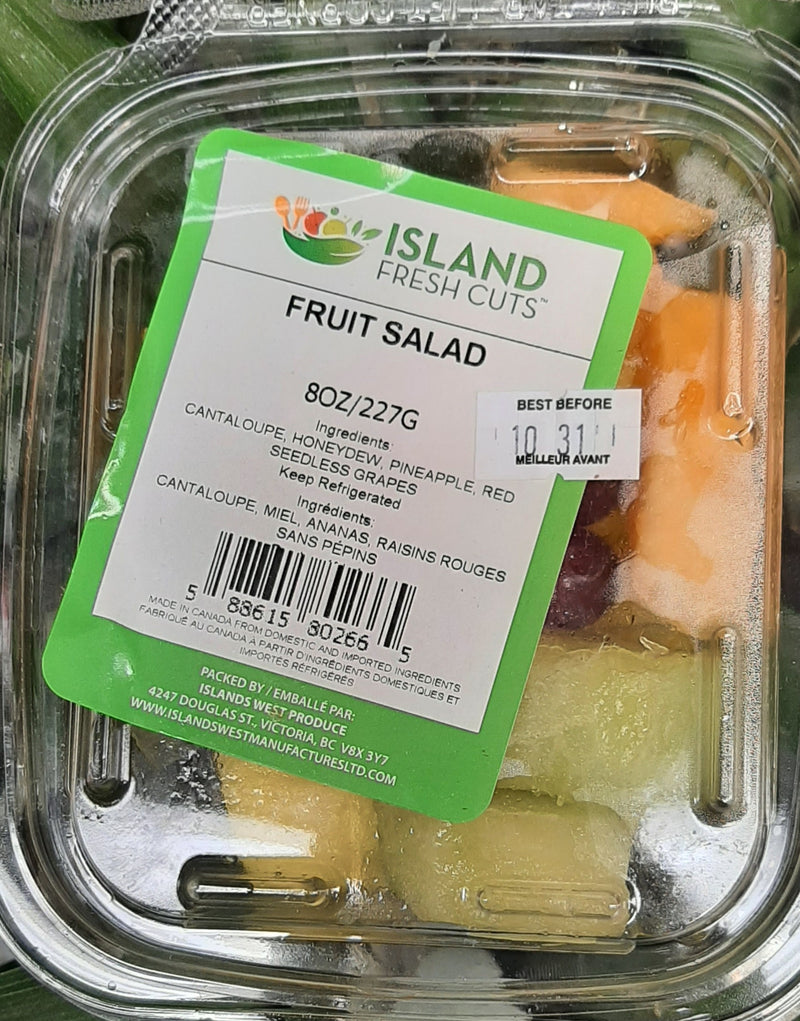 ISLAND
FRESH CUTS™
FRUIT SALAD
8OZ/227G
Ingredients:
CANTALOUPE, HONEYDEW, PINEAPPLE, RED
SEEDLESS GRAPES
Keep Refrigerated
Ingrédients:
CANTALOUPE, MIEL, ANANAS, RAISINS ROUGES
SANS PÉPINS
5 88615 80266 5
MADE IN CANADA FROM DOMESTIC AND IMPORTED INGREDIENTS
FABRIQUÉ AU CANADA À PARTIR D'INGRÉDIENTS DOMESTIQUES ET
IMPORTÉS RÉFRIGÉRÉS
PACKED BY / EMBALLÉ PAR:
ISLANDS WEST PRODUCE
4247 DOUGLAS ST., VICTORIA, BC V8X 3Y7
WWW.ISLANDSWESTMANUFACTURESLTD.COM
BEST BEFORE
10 31
MEILLEUR AVANT